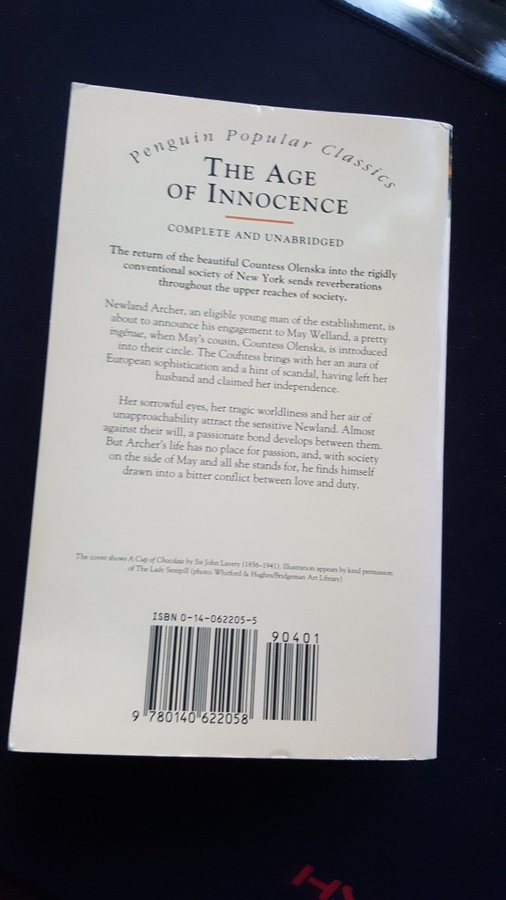 Penguin Popular Classics
THE AGE
OF INNOCENCE
COMPLETE AND UNABRIDGED
The return of the beautiful Countess Olenska into the rigidly
conventional society of New York sends reverberations
throughout the upper reaches of society.
Newland Archer, an eligible young man of the establishment, is
about to announce his engagement to May Welland, a pretty
ingénue, when May's cousin, Countess Olenska, is introduced
into their circle. The Countess brings with her an aura of
European sophistication and a hint of scandal, having left her
husband and claimed her independence.
Her sorrowful eyes, her tragic worldliness and her air of
unapproachability attract the sensitive Newland. Almost
against their will, a passionate bond develops between them.
But Archer's life has no place for passion, and, with society
on the side of May and all she stands for, he finds himself
drawn into a bitter conflict between love and duty.
The cover shows A Cup of Chocolate by Sir John Lavery (1856–1941). Illustration appears by kind permission
of The Lady Sempill (photo: Whitford & Hughes/Bridgeman Art Library)
ISBN 0-14-062205-5
90401
9 780140 622058